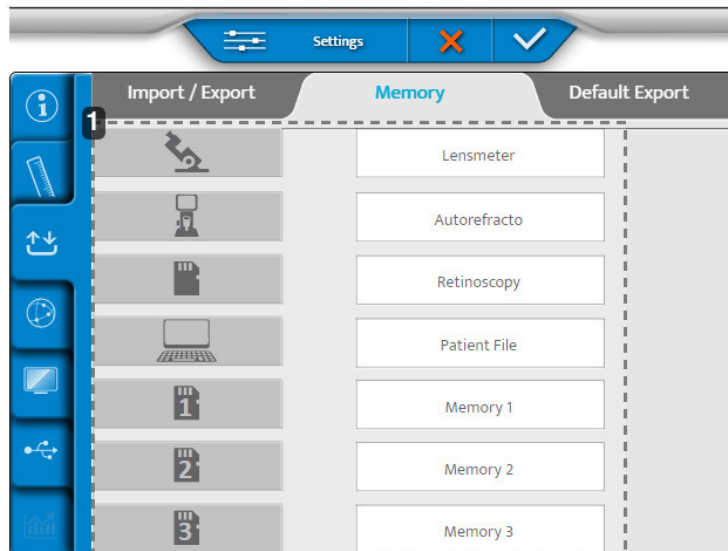 Settings
Import / Export Memory Default Export
1
Lensmeter
Autorefracto
Retinoscopy
Patient File
1 Memory 1
2 Memory 2
3 Memory 3